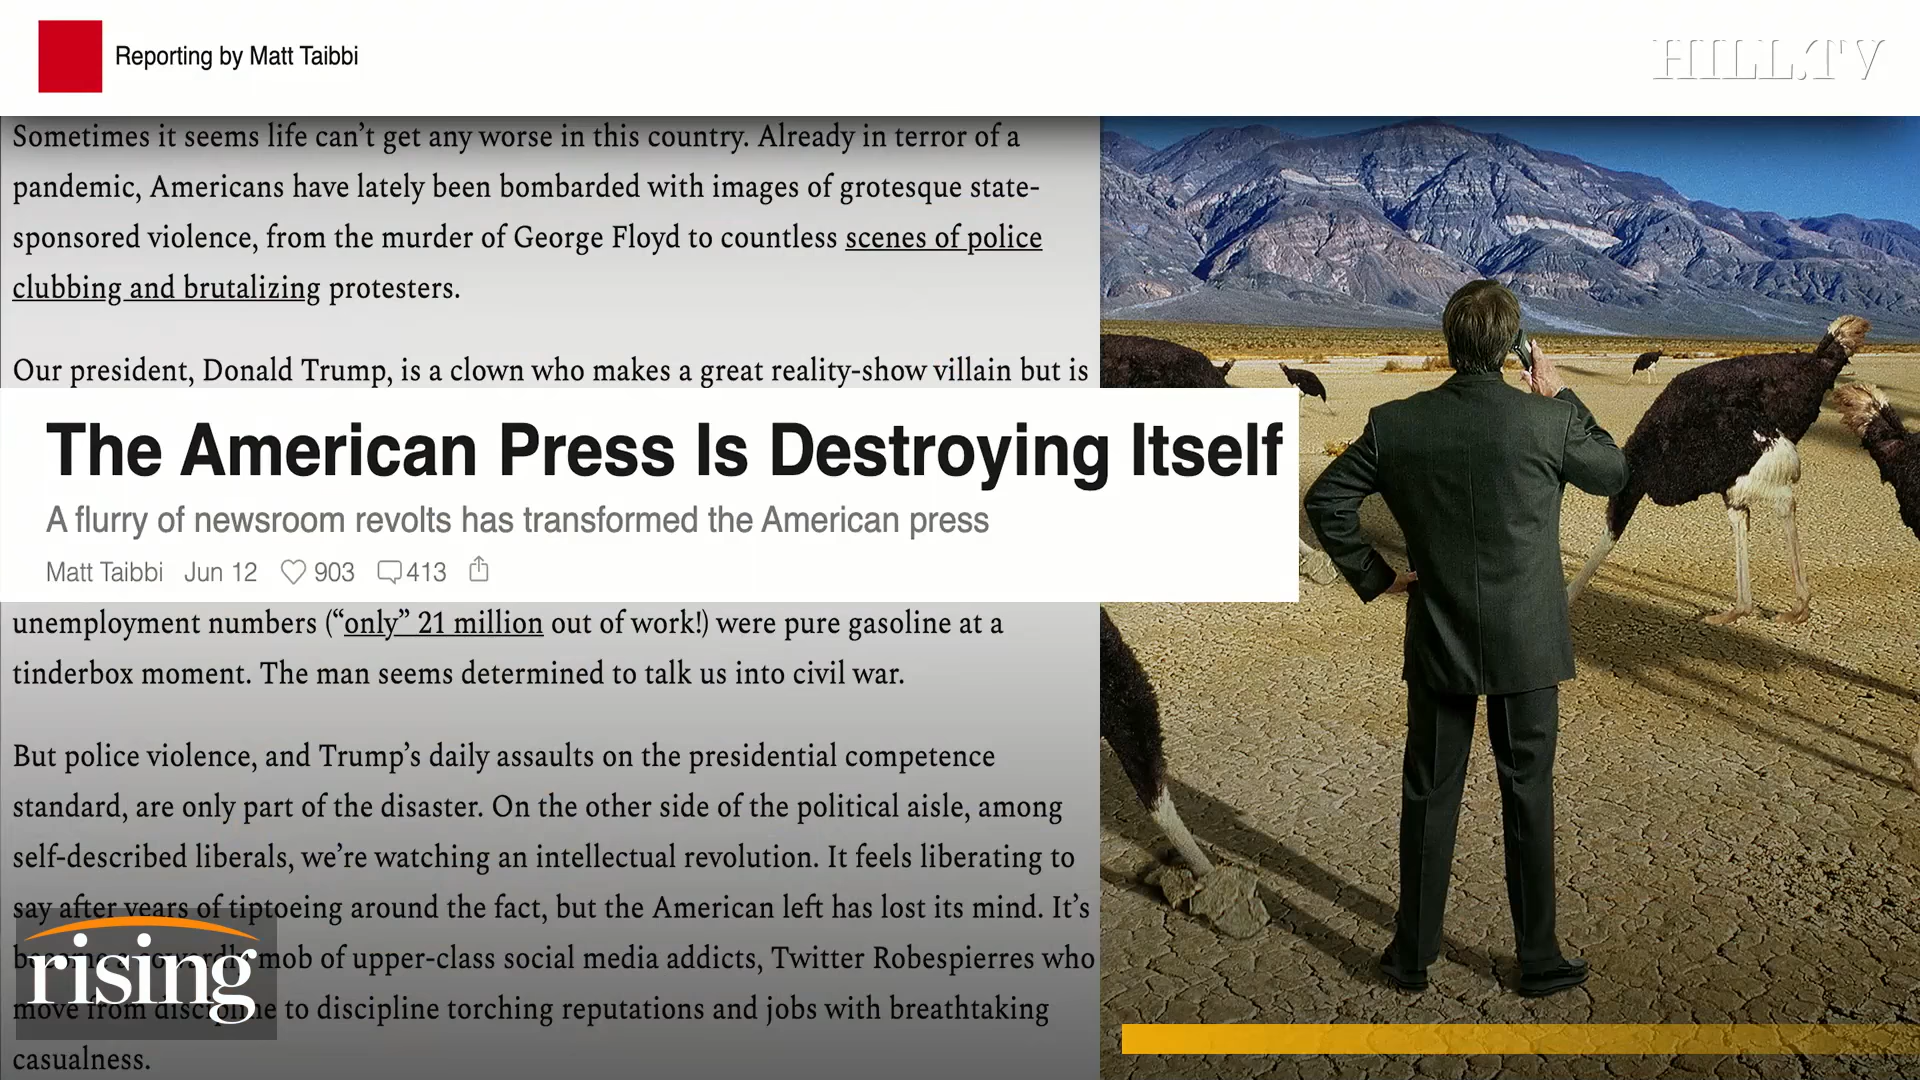 Reporting by Matt Taibbi
HILL.TV
Sometimes it seems life can’t get any worse in this country. Already in terror of a
pandemic, Americans have lately been bombarded with images of grotesque state-
sponsored violence, from the murder of George Floyd to countless scenes of police
clubbing and brutalizing protesters.
Our president, Donald Trump, is a clown who makes a great reality-show villain but is
The American Press Is Destroying Itself
A flurry of newsroom revolts has transformed the American press
Matt Taibbi Jun 12 903 413
unemployment numbers (“only” 21 million out of work!) were pure gasoline at a
tinderbox moment. The man seems determined to talk us into civil war.
But police violence, and Trump’s daily assaults on the presidential competence
standard, are only part of the disaster. On the other side of the political aisle, among
self-described liberals, we’re watching an intellectual revolution. It feels liberating to
say after years of tiptoeing around the fact, but the American left has lost its mind. It’s
mob of upper-class social media addicts, Twitter Robespierres who
move from discipline to discipline torching reputations and jobs with breathtaking
casualness.
rising